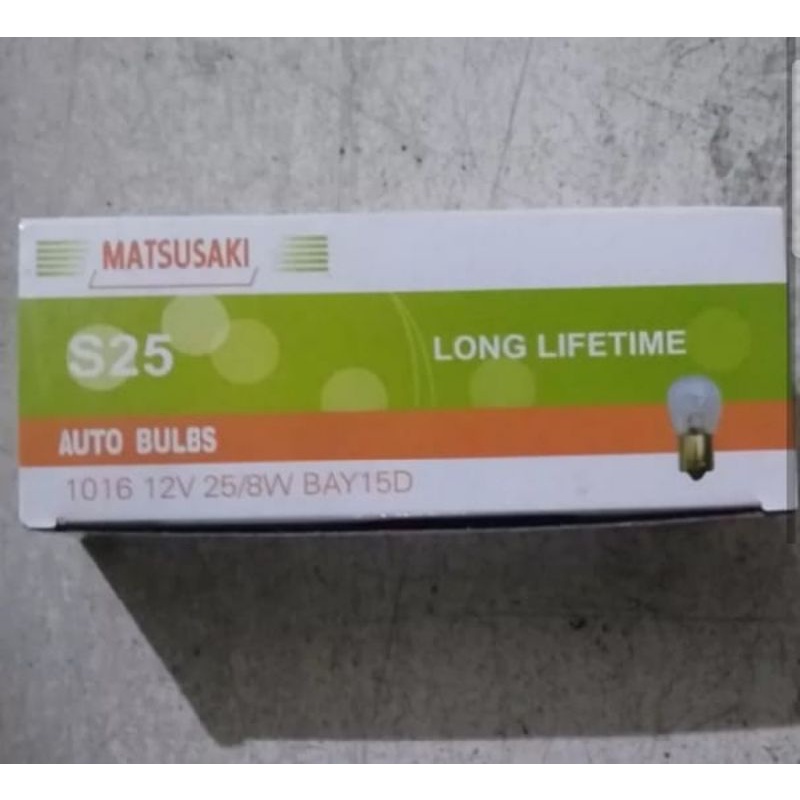 MATSUSAKI
S25
LONG LIFETIME
AUTO BULBS
1016 12V 25/8W BAY15D